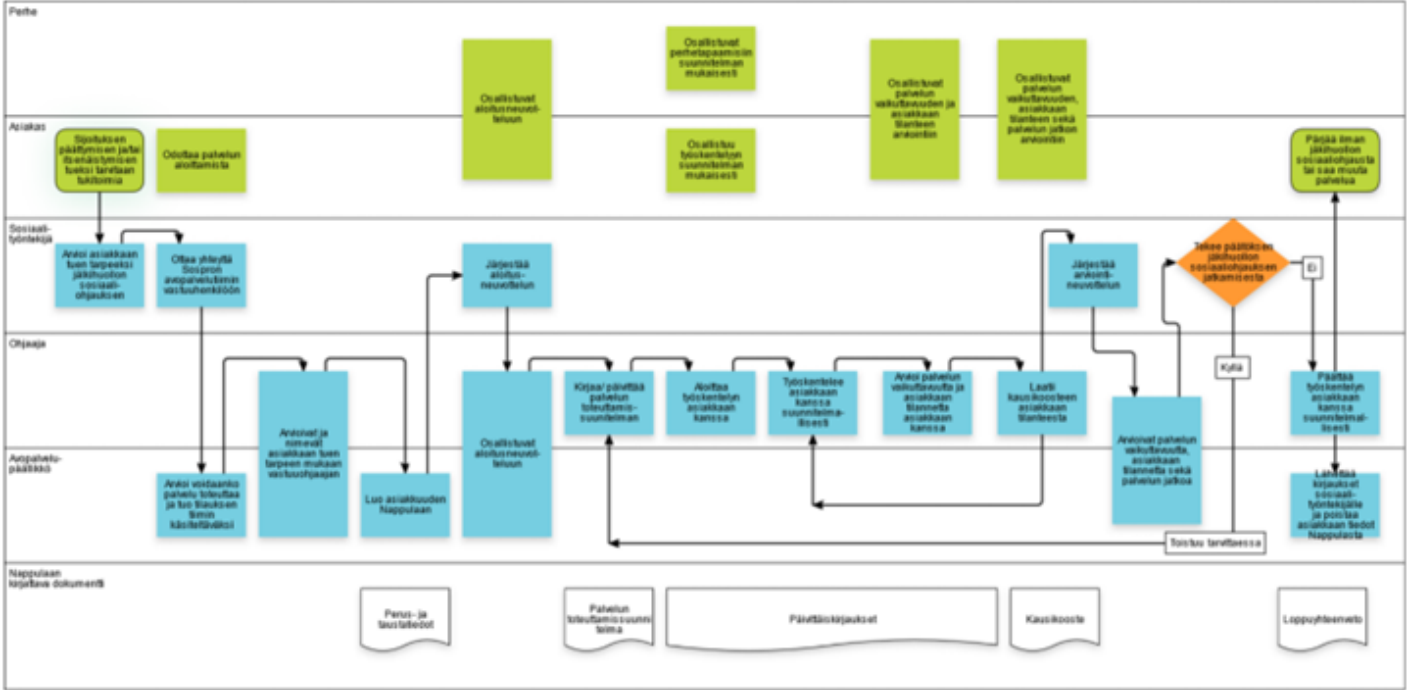 Perhe
Osallistuvat
aloitusneuvot-
teluun
Osallistuvat
perhetapaamisiin
suunnitelman
mukaisesti
Osallistuvat
palvelun
vaikuttavuuden ja
asiakkaan
tilanteen
arviointiin
Osallistuvat
palvelun
vaikuttavuuden,
asiakkaan
tilanteen sekä
palvelun jatkon
arviointiin
Asiakas
Sijoituksen
päättymisen ja/tai
itsenäistymisen
tueksi tarvitaan
tukitoimia
Odottaa palvelun
aloittamista
Osallistuu
työskentelyyn
suunnitelman
mukaisesti
Pärjää ilman
jälkihuollon
sosiaaliohjausta
tai saa muuta
palvelua
Sosiaali-
työntekijä
Arvioi asiakkaan
tuen tarpeeksi
jälkihuollon
sosiaali-
ohjauksen
Ottaa yhteyttä
Sospron
avopalvelutiimin
vastuuhenkilöön
Järjestää
aloitus-
neuvottelun
Järjestää
arviointi-
neuvottelun
Tekee päätöksen
jälkihuollon
sosiaaliohjauksen
jatkamisesta
Ei
Kyllä
Ohjaaja
Arvioivat ja
nimevät
asiakkaan tuen
tarpeen mukaan
vastuuohjaajan
Osallistuvat
aloitusneuvot-
teluun
Kirjaa/ päivittää
palvelun
toteuttamis-
suunnitelman
Aloittaa
työskentelyn
asiakkaan
kanssa
Työskentelee
asiakkaan
kanssa
suunnitelma-
llisesti
Arvioi palvelun
vaikuttavuutta ja
asiakkaan
tilannetta
asiakkaan
kanssa
Laatii
kausikoosteen
asiakkaan
tilanteesta
Arvioivat palvelun
vaikuttavuutta,
asiakkaan
tilannetta sekä
palvelun jatkoa
Päättää
työskentelyn
asiakkaan
kanssa
suunnitelmal-
lisesti
Avopalvelu-
päällikkö
Arvioi voidaanko
palvelu toteuttaa
ja tuo tilauksen
tiimin
käsiteltäväksi
Luo asiakkuuden
Nappulaan
Lähettää
kirjaukset
sosiaali-
työntekijälle
ja poistaa
asiakkaan tiedot
Nappulasta
Toistuu tarvittaessa
Nappulaan
kirjattava dokumentti
Perus- ja
taustatiedot
Palvelun
toteuttamissuunni
telma
Päivittäiskirjaukset
Kausikooste
Loppuyhteenveto